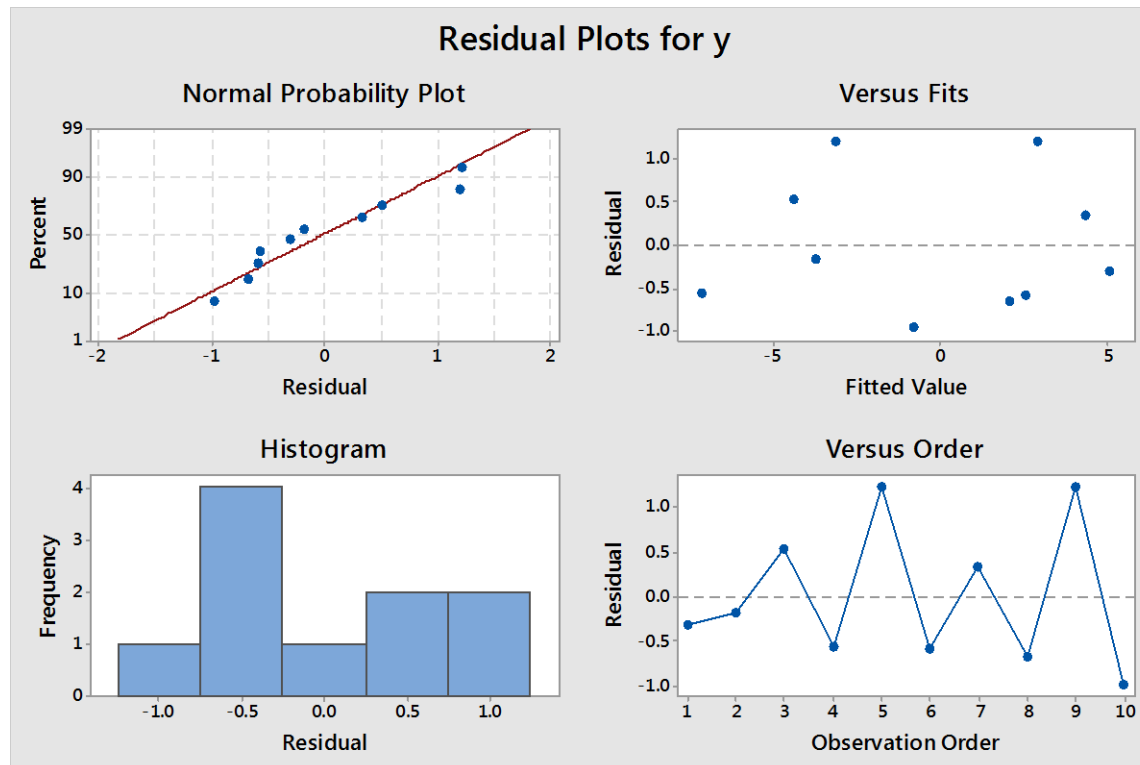 Residual Plots for y
Normal Probability Plot
99
90
50
10
1
Percent
-2 -1 0 1 2
Residual
Versus Fits
1.0
0.5
0.0
-0.5
-1.0
Residual
-5 0 5
Fitted Value
Histogram
4
3
2
1
0
Frequency
-1.0 -0.5 0.0 0.5 1.0
Residual
Versus Order
1.0
0.5
0.0
-0.5
-1.0
Residual
1 2 3 4 5 6 7 8 9 10
Observation Order